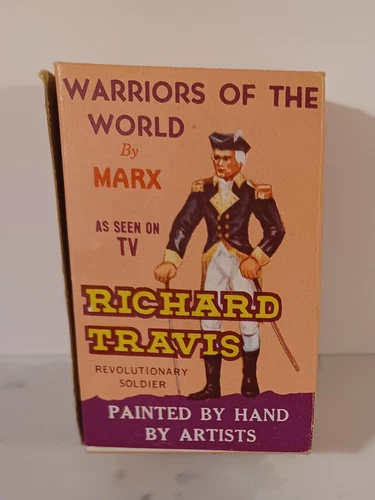 WARRIORS OF THE
WORLD
By
MARX
AS SEEN ON
TV
RICHARD
TRAVIS
REVOLUTIONARY
SOLDIER
PAINTED BY HAND
BY ARTISTS